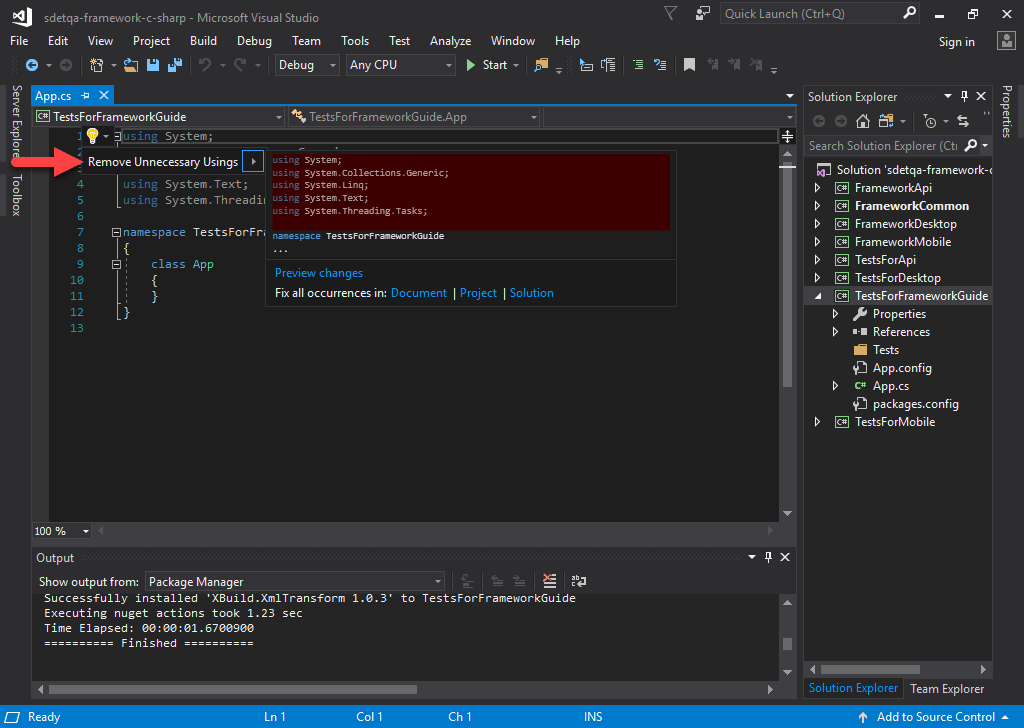 sdetqa-framework-c-sharp - Microsoft Visual Studio
Quick Launch (Ctrl+Q)
File Edit View Project Build Debug Team Tools Test Analyze Window Help
Sign in
Debug Any CPU Start
Server Explorer
Toolbox
App.cs
TestsForFrameworkGuide
TestsForFrameworkGuide.App
1 using System;
Remove Unnecessary Usings
4 using System.Text;
5 using System.Threadin
6
7 namespace TestsForFra
8 {
9 class App
10 {
11 }
12 }
13
using System;
using System.Collections.Generic;
using System.Linq;
using System.Text;
using System.Threading.Tasks;
namespace TestsForFrameworkGuide
...
Preview changes
Fix all occurrences in: Document | Project | Solution
100 %
Output
Show output from: Package Manager
Successfully installed 'XBuild.XmlTransform 1.0.3' to TestsForFrameworkGuide
Executing nuget actions took 1.23 sec
Time Elapsed: 00:00:01.6700900
========== Finished ==========
Solution Explorer
Search Solution Explorer (Ctrl
Solution 'sdetqa-framework-c
C# FrameworkApi
C# FrameworkCommon
C# FrameworkDesktop
C# FrameworkMobile
C# TestsForApi
C# TestsForDesktop
C# TestsForFrameworkGuide
Properties
References
Tests
App.config
C# App.cs
packages.config
C# TestsForMobile
Solution Explorer Team Explorer
Properties
Ready Ln 1 Col 1 Ch 1 INS Add to Source Control